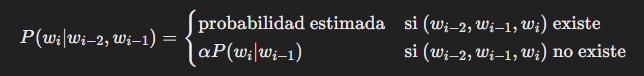 P(w_i|w_{i-2}, w_{i-1}) = { probabilidad estimada si (w_{i-2}, w_{i-1}, w_i) existe
αP(w_i|w_{i-1}) si (w_{i-2}, w_{i-1}, w_i) no existe